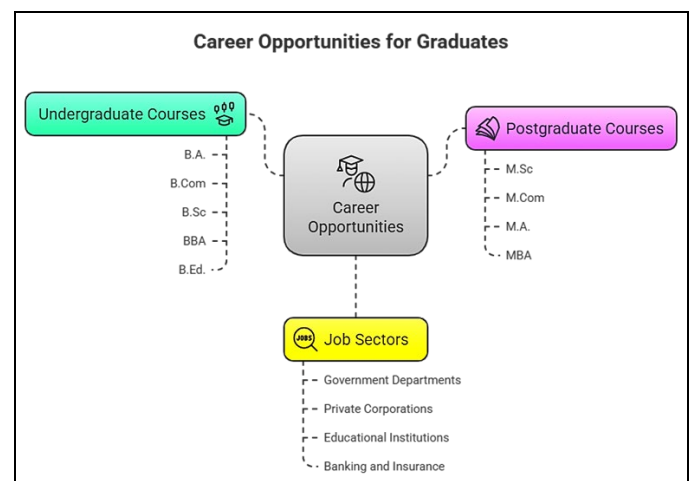 Career Opportunities for Graduates
Undergraduate Courses
B.A.
B.Com
B.Sc
BBA
B.Ed.
Career
Opportunities
Postgraduate Courses
M.Sc
M.Com
M.A.
MBA
JOBS
Job Sectors
Government Departments
Private Corporations
Educational Institutions
Banking and Insurance